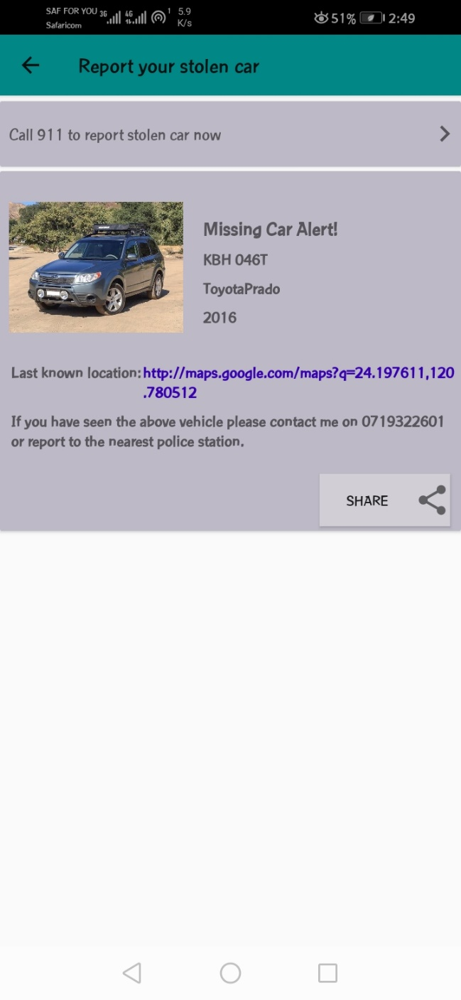 SAF FOR YOU 3G 4G 1 5.9 K/s 51% 2:49
Safaricom
Report your stolen car
Call 911 to report stolen car now
Missing Car Alert!
KBH 046T
ToyotaPrado
2016
Last known location: http://maps.google.com/maps?q=24.197611,120
.780512
If you have seen the above vehicle please contact me on 0719322601
or report to the nearest police station.
SHARE